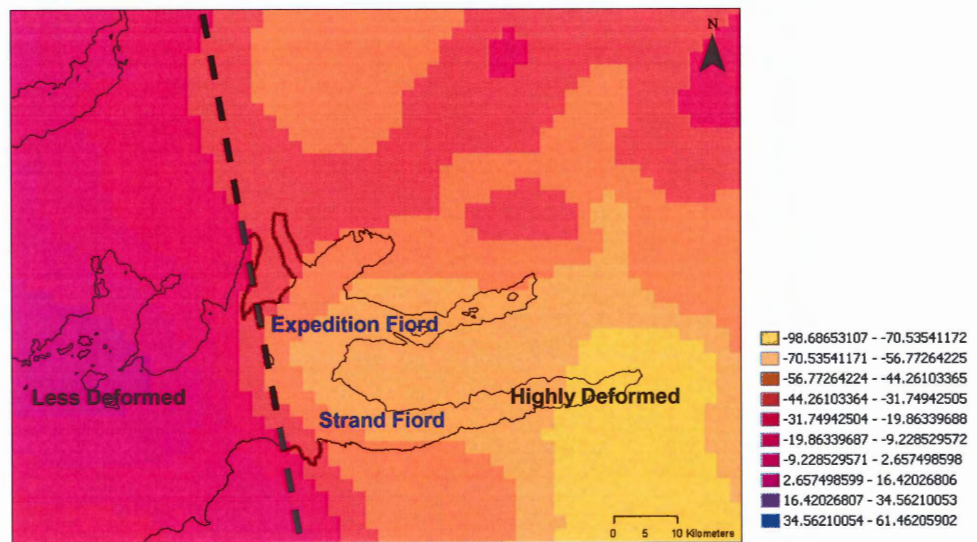 N
Expedition Fiord
Less Deformed
Highly Deformed
Strand Fiord
0 5 10 Kilometers
-98.68653107 - -70.53541172
-70.53541171 - -56.77264225
-56.77264224 - -44.26103365
-44.26103364 - -31.74942505
-31.74942504 - -19.86339688
-19.86339687 - -9.228529572
-9.228529571 - 2.657498598
2.657498599 - 16.42026806
16.42026807 - 34.56210053
34.56210054 - 61.46205902